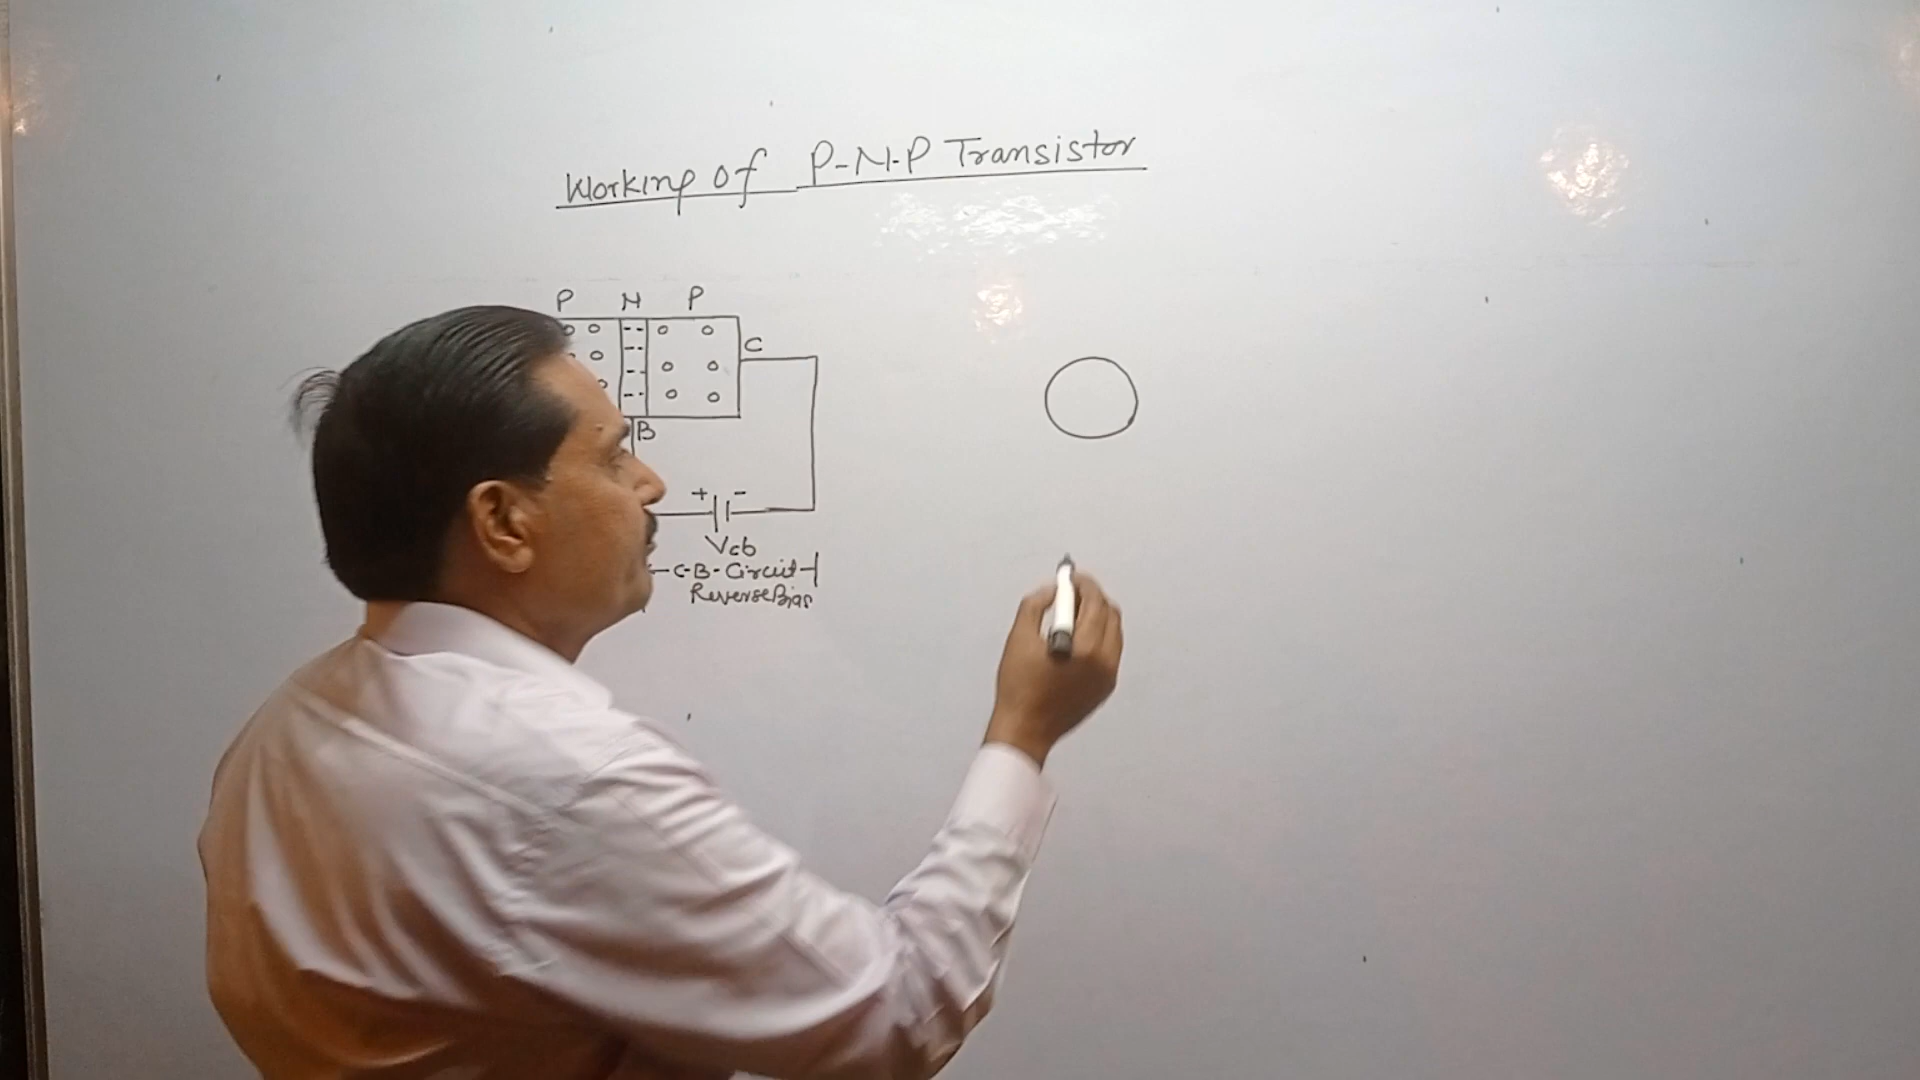 Working of P-N-P Transistor
P N P
C
B
+ -
Vcb
C-B-Circuit
Reverse Bias